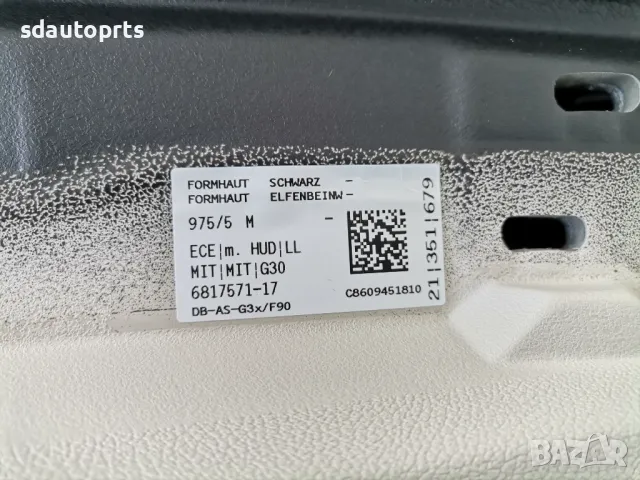 sdautoprts
FORMHAUT SCHWARZ -
FORMHAUT ELFENBEINW -
975/5 M -
ECE|m. HUD|LL
MIT|MIT|G30
6817571-17
DB-AS-G3x/F90
C8609451810
21|351|679
BAZAR